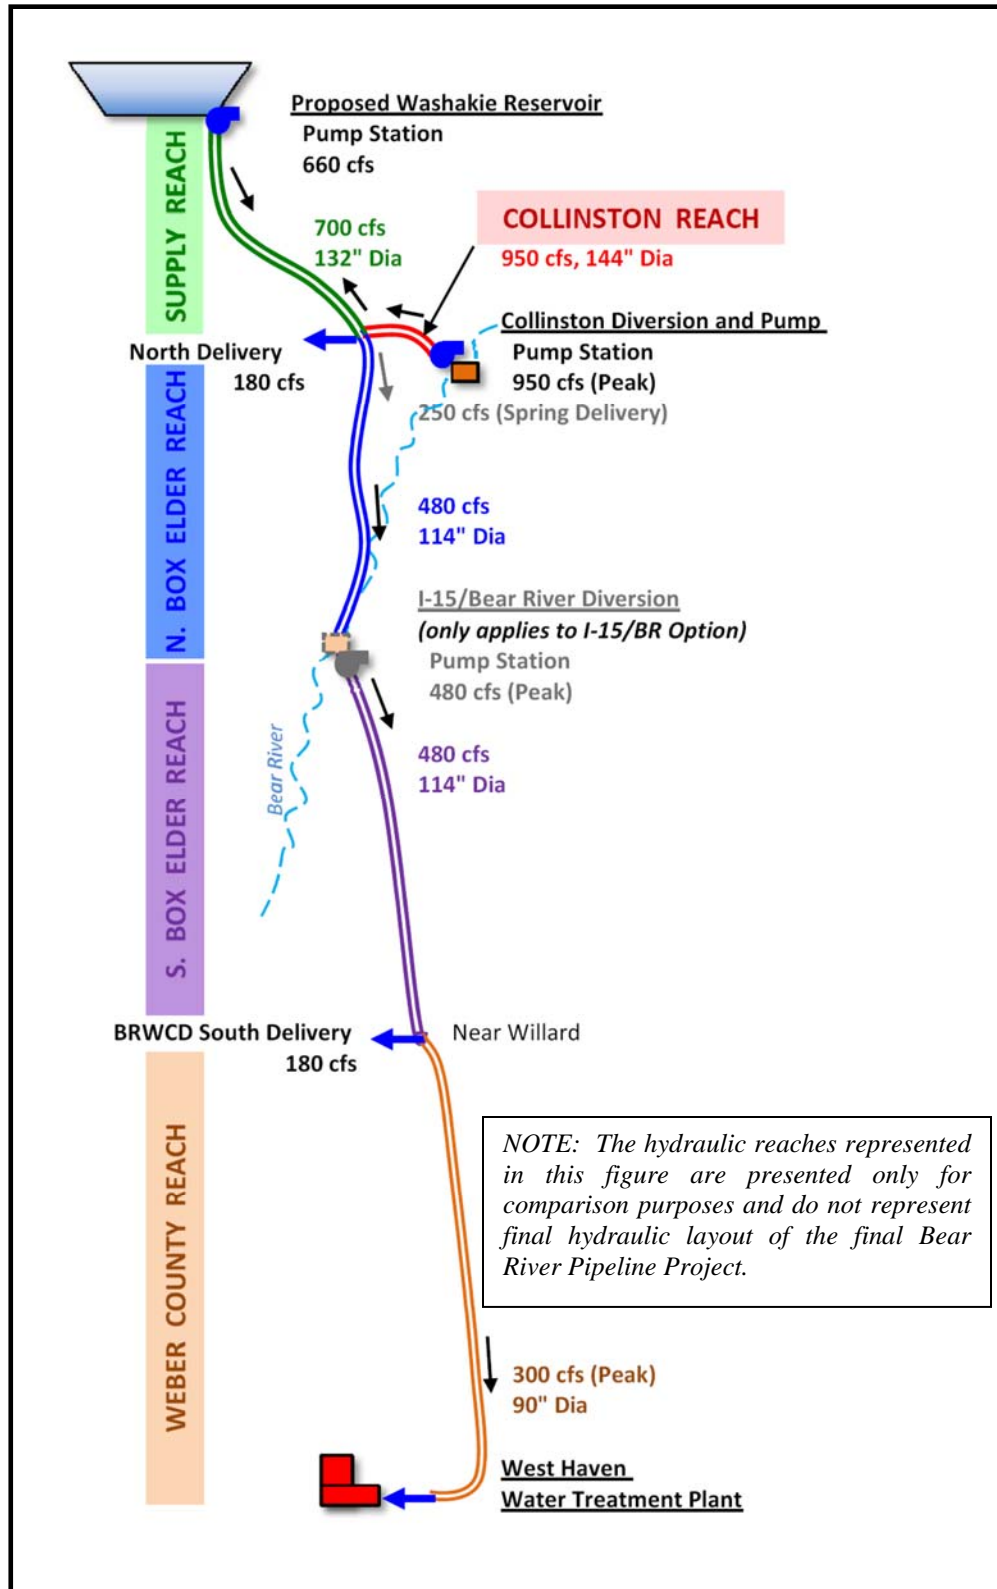 Proposed Washakie Reservoir
Pump Station
660 cfs
SUPPLY REACH
700 cfs
132" Dia
COLLINSTON REACH
950 cfs, 144" Dia
Collinston Diversion and Pump
Pump Station
950 cfs (Peak)
250 cfs (Spring Delivery)
North Delivery
180 cfs
N. BOX ELDER REACH
480 cfs
114" Dia
I-15/Bear River Diversion
(only applies to I-15/BR Option)
Pump Station
480 cfs (Peak)
S. BOX ELDER REACH
Bear River
480 cfs
114" Dia
BRWCD South Delivery
180 cfs
Near Willard
WEBER COUNTY REACH
NOTE: The hydraulic reaches represented
in this figure are presented only for
comparison purposes and do not represent
final hydraulic layout of the final Bear
River Pipeline Project.
300 cfs (Peak)
90" Dia
West Haven
Water Treatment Plant